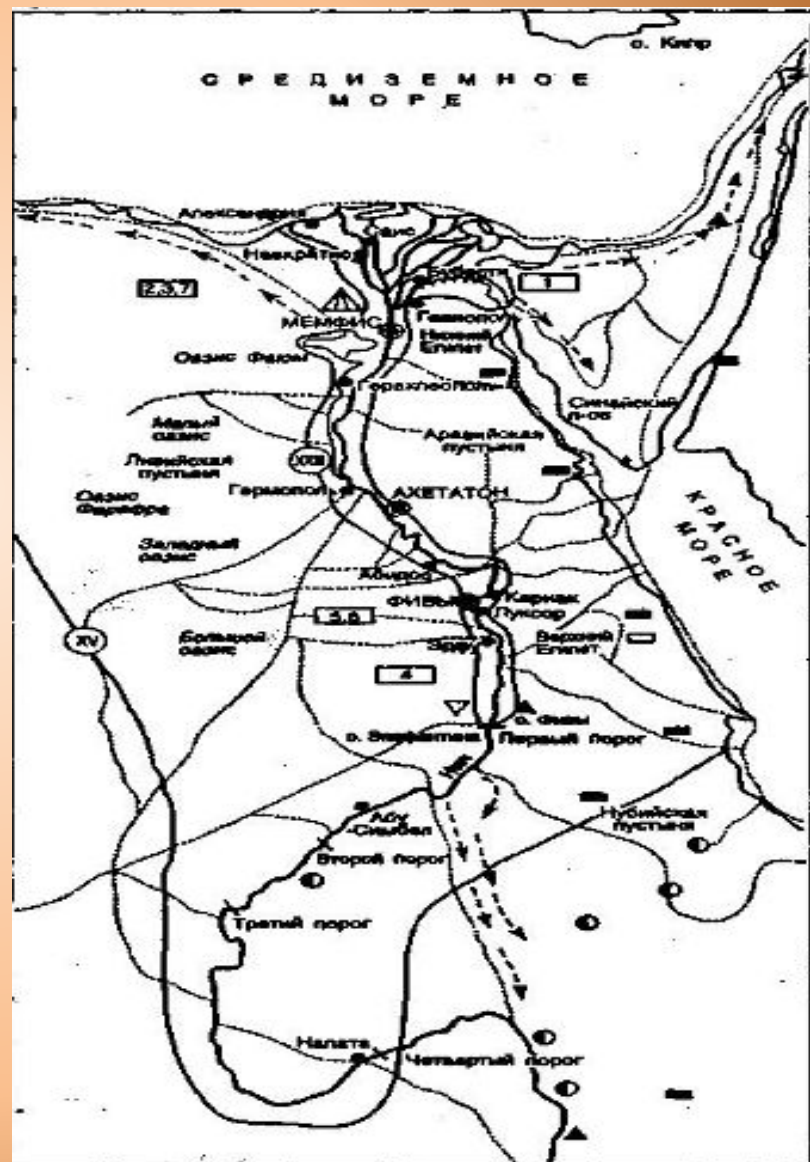 о. Кипр
СРЕДИЗЕМНОЕ
МОРЕ
Александрия
Саис
Навкратис
2,3,7
1
МЕМФИС
Гелиополь
Нижний
Египет
Оазис Фаюм
Гераклеополь
Синайский
п-ов
Малый
оазис
Аравийская
пустыня
Ливийская
пустыня
Гермополь
АХЕТАТОН
Оазис
Фарафра
КРАСНОЕ
МОРЕ
Западный
оазис
Абидос
ФИВЫ
Карнак
Луксор
5,6
XV
Большой
оазис
Эдфу
Верхний
Египет
4
о. Филы
о. Элефантина
Первый порог
Нил
Абу
-Симбел
Нубийская
пустыня
Второй порог
Третий порог
Напата
Четвертый порог